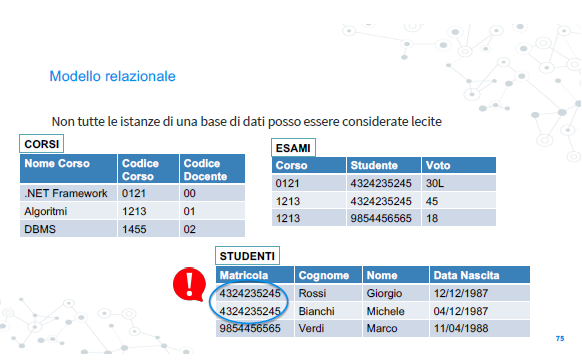 Modello relazionale
Non tutte le istanze di una base di dati posso essere considerate lecite
CORSI
Nome Corso Codice Corso Codice Docente
.NET Framework 0121 00
Algoritmi 1213 01
DBMS 1455 02
ESAMI
Corso Studente Voto
0121 4324235245 30L
1213 4324235245 45
1213 9854456565 18
STUDENTI
Matricola Cognome Nome Data Nascita
4324235245 Rossi Giorgio 12/12/1987
4324235245 Bianchi Michele 04/12/1987
9854456565 Verdi Marco 11/04/1988
!
75